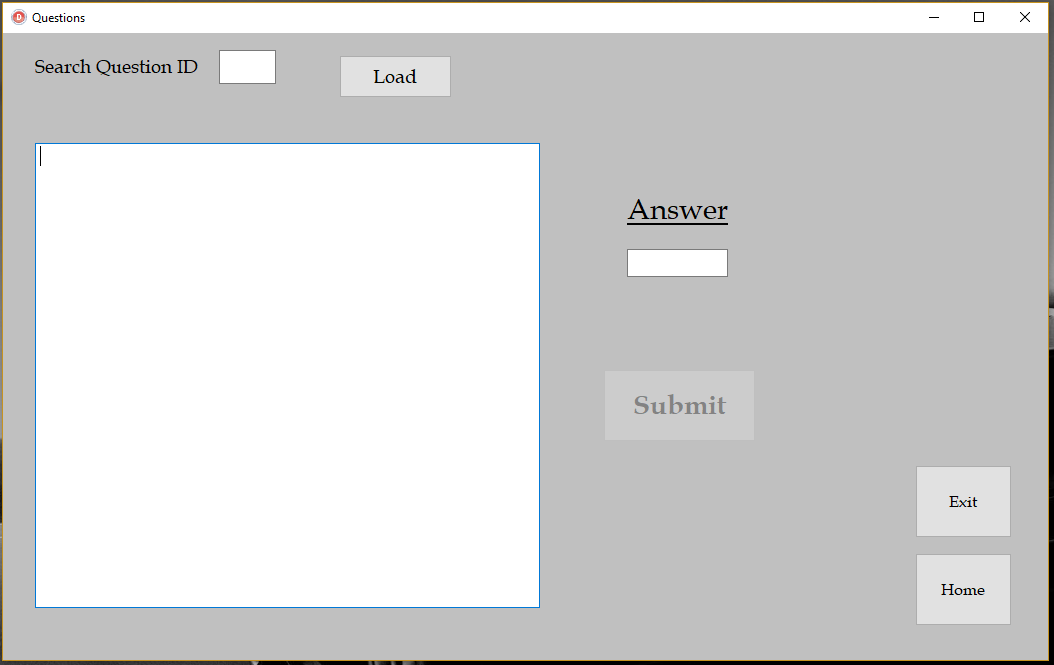 Questions
Search Question ID
Load
Answer
Submit
Exit
Home